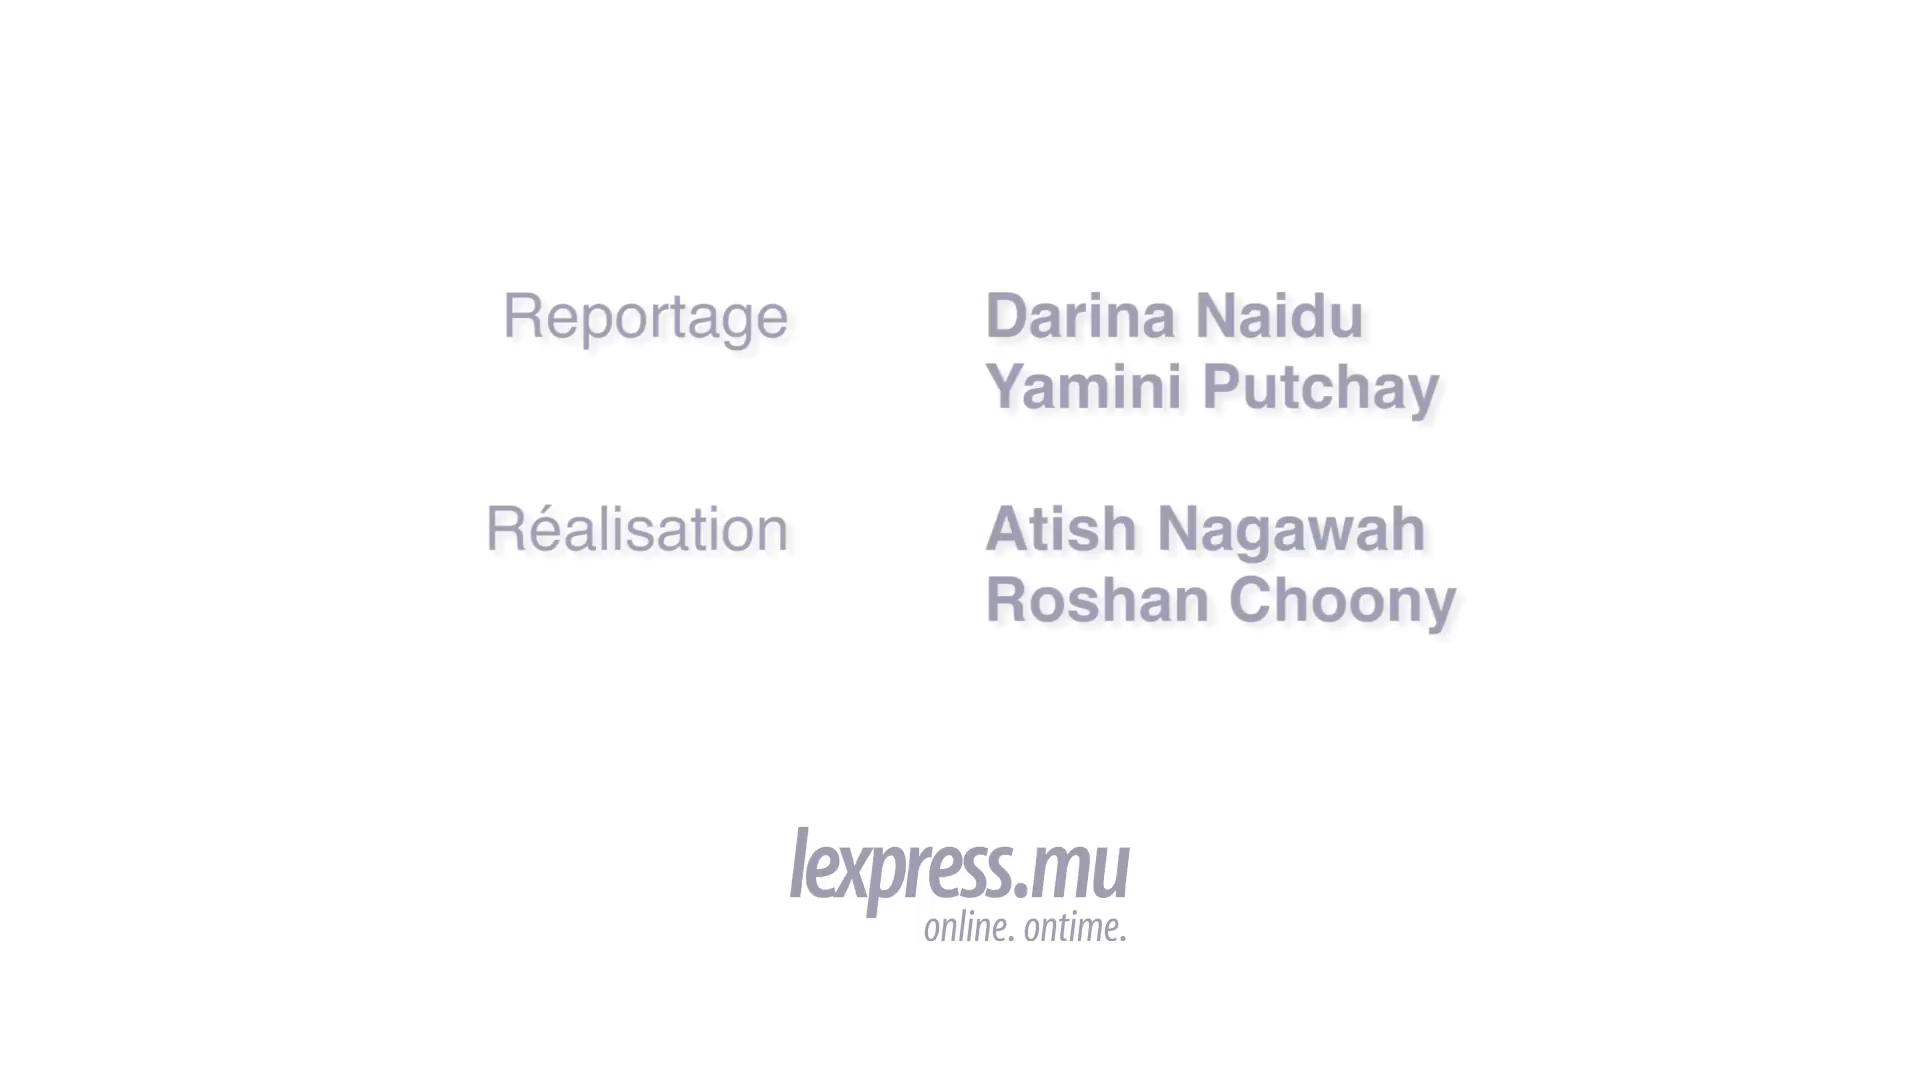 Reportage Darina Naidu
Yamini Putchay
Réalisation Atish Nagawah
Roshan Choony
lexpress.mu
online. ontime.